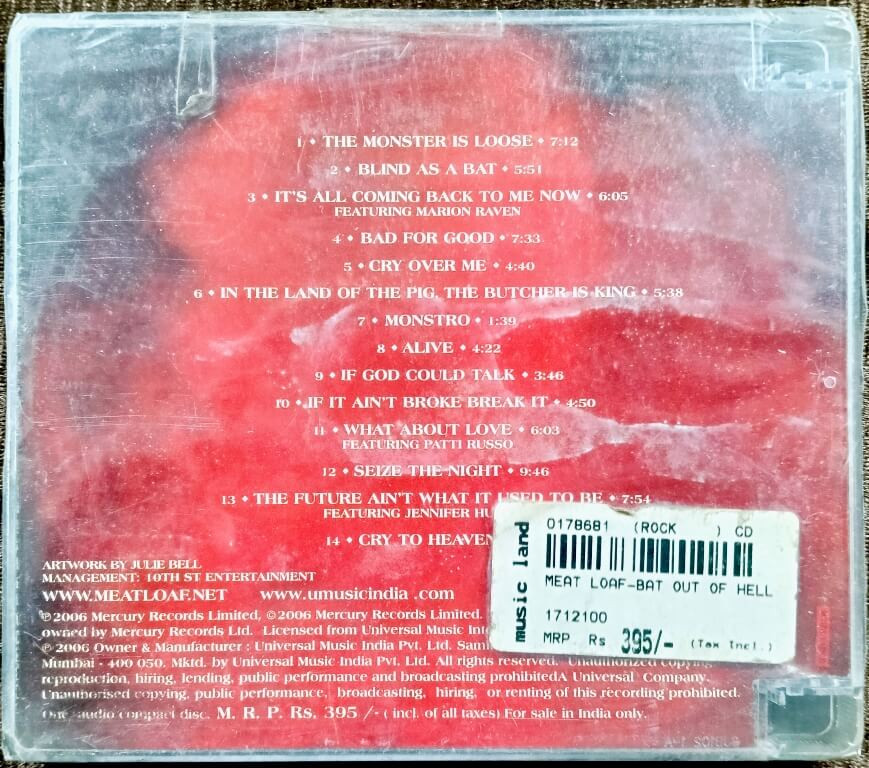 1 • THE MONSTER IS LOOSE • 7:12
2 • BLIND AS A BAT • 5:51
3 • IT'S ALL COMING BACK TO ME NOW • 6:05
FEATURING MARION RAVEN
4 • BAD FOR GOOD • 7:33
5 • CRY OVER ME • 4:40
6 • IN THE LAND OF THE PIG, THE BUTCHER IS KING • 5:38
7 • MONSTRO • 1:39
8 • ALIVE • 4:22
9 • IF GOD COULD TALK • 3:46
10 • IF IT AIN'T BROKE BREAK IT • 4:50
11 • WHAT ABOUT LOVE • 6:03
FEATURING PATTI RUSSO
12 • SEIZE THE NIGHT • 9:46
13 • THE FUTURE AIN'T WHAT IT USED TO BE • 7:54
FEATURING JENNIFER HU
14 • CRY TO HEAVEN
music land
0178681 (ROCK ) CD
MEAT LOAF-BAT OUT OF HELL
1712100
MRP Rs 395/- (Tax Incl.)
ARTWORK BY JULIE BELL
MANAGEMENT: 10TH ST ENTERTAINMENT
WWW.MEATLOAF.NET www.umusicindia .com
℗2006 Mercury Records Limited, ©2006 Mercury Records Limited.
owned by Mercury Records Ltd. Licensed from Universal Music Int
℗ 2006 Owner & Manufacturer : Universal Music India Pvt. Ltd. Sam
Mumbai - 400 050. Mktd. by Universal Music India Pvt. Ltd. All rights reserved. Unauthorized copying,
reproduction, hiring, lending, public performance and broadcasting prohibitedA Universal Company.
Unauthorised copying, public performance, broadcasting, hiring, or renting of this recording prohibited.
One audio compact disc. M. R. P. Rs. 395 /- ( incl. of all taxes) For sale in India only.